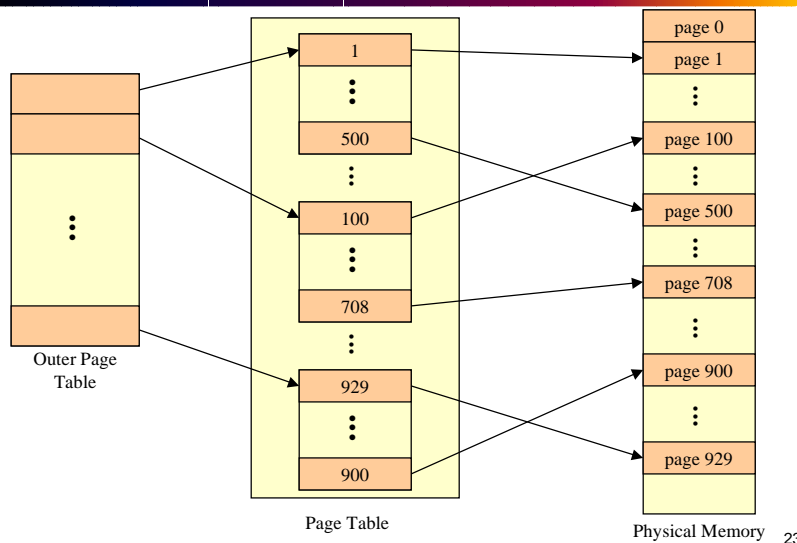 Outer Page
Table
1
500
100
708
929
900
Page Table
page 0
page 1
page 100
page 500
page 708
page 900
page 929
Physical Memory
23